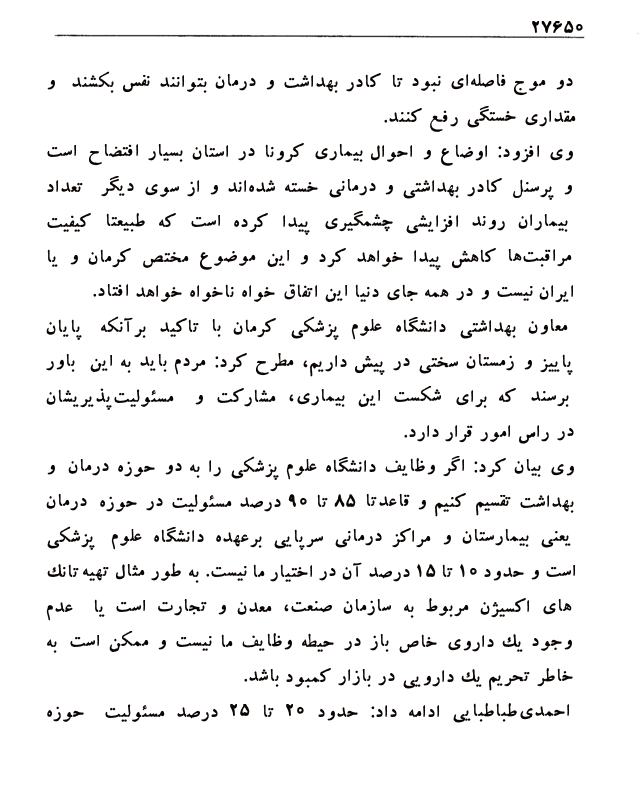 ۲۷۶۵۰
دو موج فاصله‌ای نبود تا کادر بهداشت و درمان بتوانند نفس بکشند و
مقداری خستگی رفع کنند.
وی افزود: اوضاع و احوال بیماری کرونا در استان بسیار افتضاح است
و پرسنل کادر بهداشتی و درمانی خسته شده‌اند و از سوی دیگر تعداد
بیماران روند افزایشی چشمگیری پیدا کرده است که طبیعتا کیفیت
مراقبت‌ها کاهش پیدا خواهد کرد و این موضوع مختص کرمان و یا
ایران نیست و در همه جای دنیا این اتفاق خواه ناخواه خواهد افتاد.
معاون بهداشتی دانشگاه علوم پزشکی کرمان با تاکید برآنکه پایان
پاییز و زمستان سختی در پیش داریم، مطرح کرد: مردم باید به این باور
برسند که برای شکست این بیماری، مشارکت و مسئولیت‌پذیریشان
در راس امور قرار دارد.
وی بیان کرد: اگر وظایف دانشگاه علوم پزشکی را به دو حوزه درمان و
بهداشت تقسیم کنیم و قاعدتا ۸۵ تا ۹۰ درصد مسئولیت در حوزه درمان
یعنی بیمارستان و مراکز درمانی سرپایی برعهده دانشگاه علوم پزشکی
است و حدود ۱۰ تا ۱۵ درصد آن در اختیار ما نیست. به طور مثال تهیه تانك
های اکسیژن مربوط به سازمان صنعت، معدن و تجارت است یا عدم
وجود یك داروی خاص باز در حیطه وظایف ما نیست و ممکن است به
خاطر تحریم یك دارویی در بازار کمبود باشد.
احمدی‌طباطبایی ادامه داد: حدود ۲۰ تا ۲۵ درصد مسئولیت حوزه